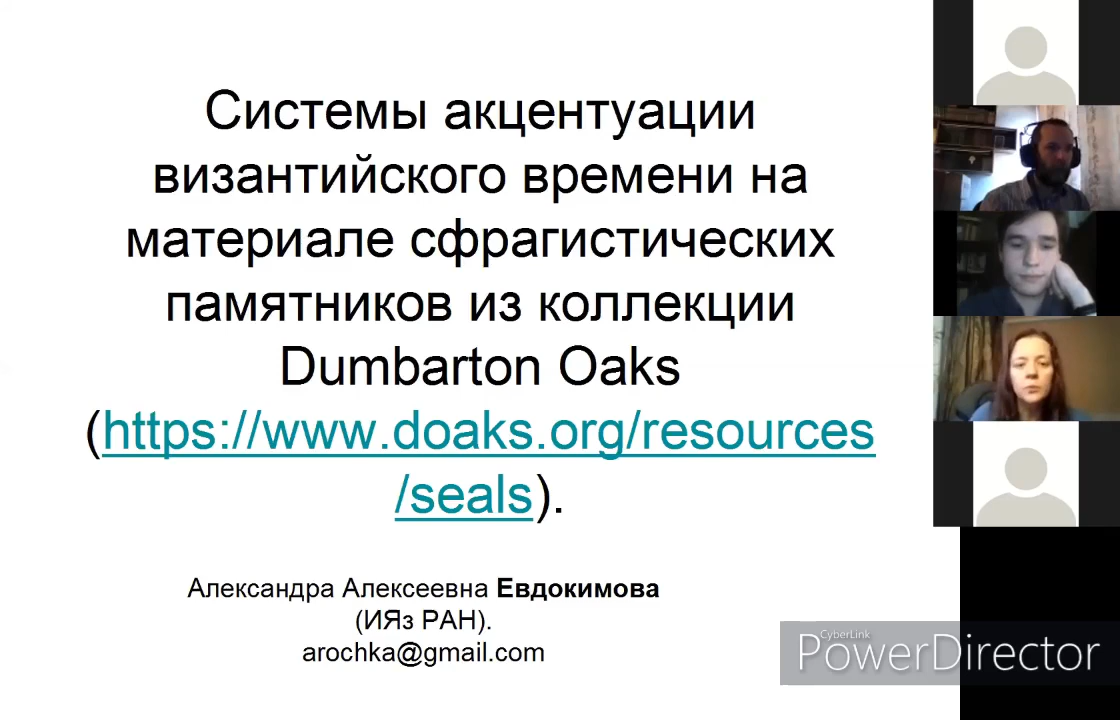 Системы акцентуации
византийского времени на
материале сфрагистических
памятников из коллекции
Dumbarton Oaks
(https://www.doaks.org/resources
/seals).
Александра Алексеевна Евдокимова
(ИЯз РАН).
arochka@gmail.com
CyberLink
PowerDirector